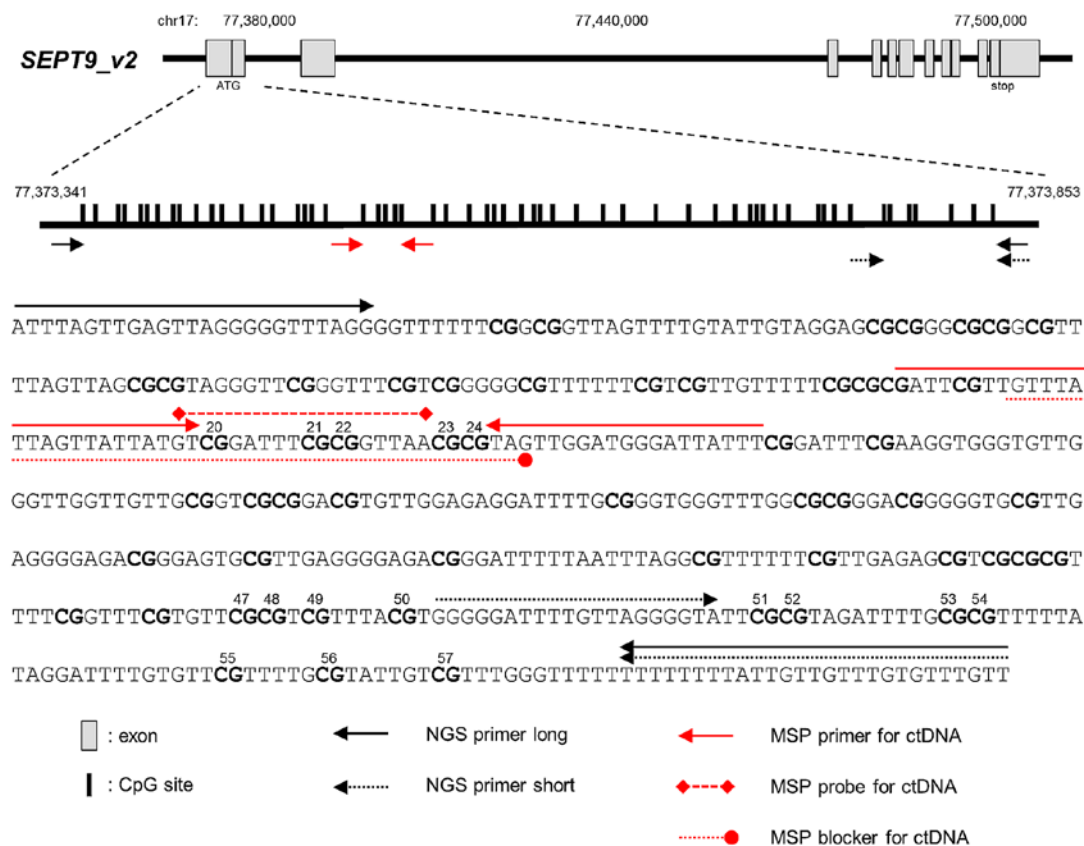 chr17: 77,380,000 77,440,000 77,500,000
SEPT9_v2
ATG stop
77,373,341 77,373,853
ATTTAGTTGAGTTAGGGGGTTTAGGGGTTTTTTCGGCGGTTAGTTTTGTATTGTAGGAGCGCGGGCGCGGCGTT
TTAGTTAGCGCGTAGGGTTCGGGTTTCGTCGGGGGCGTTTTTTCGTCGTTGTTTTTCGCGCGATTCGTTGTTTA
20 21 22 23 24
TTAGTTATTATGTCGGATTTCGCGGTTAACGCGTAGTTGGATGGGATTATTTCGGATTTCGAAGGTGGGTGTTG
GGTTGGTTGTTGCGGTCGCGGACGTGTTGGAGAGGATTTTGCGGGTGGGTTTGGCGCGGGACGGGGGTGCGTTG
AGGGGAGACGGGAGTGCGTTGAGGGGAGACGGGATTTTTAATTTAGGCGTTTTTTCGTTGAGAGCGTCGCGCGT
47 48 49 50 51 52 53 54
TTTCGGTTTCGTGTTCGCGTCGTTTACGTGGGGGATTTTGTTAGGGGTATTCGCGTAGATTTTGCGCGTTTTTA
55 56 57
TAGGATTTTGTGTTCGTTTTGCGTATTGTCGTTTGGGTTTTTTTTTTTTATTGTTGTTTGTGTTTGTT
: exon NGS primer long MSP primer for ctDNA
: CpG site NGS primer short MSP probe for ctDNA
MSP blocker for ctDNA